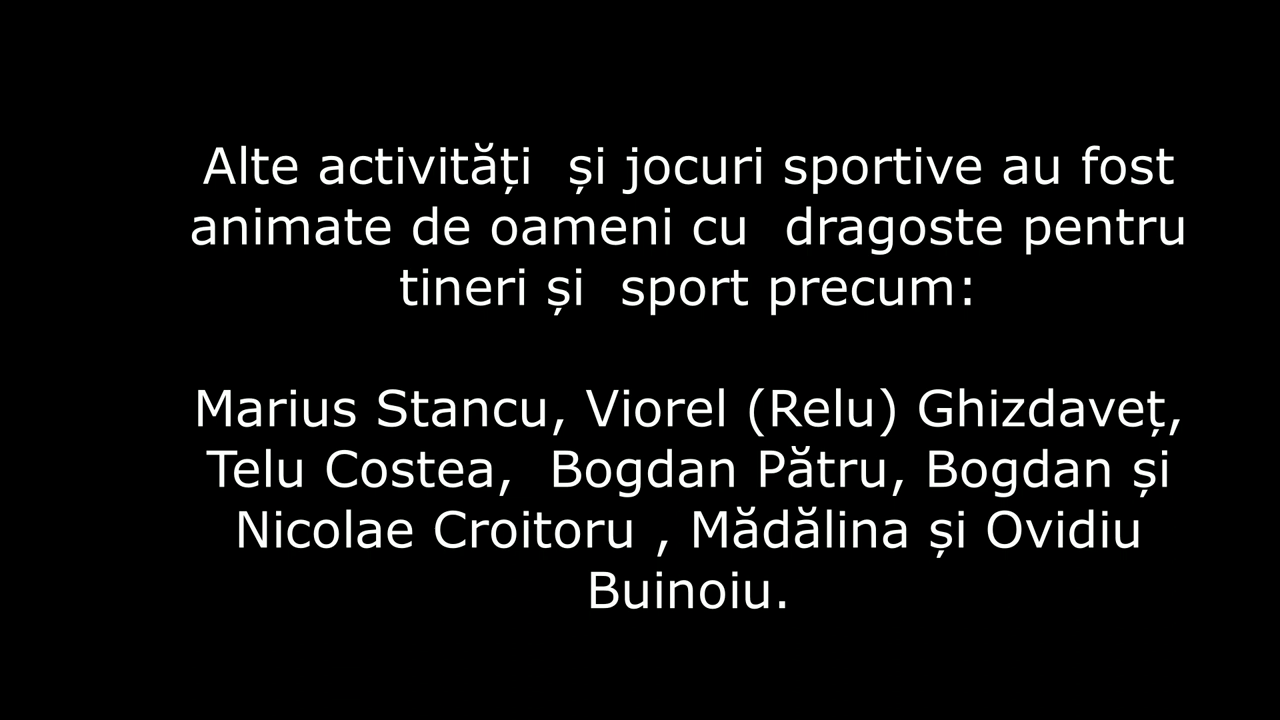 Alte activități  și jocuri sportive au fost
animate de oameni cu  dragoste pentru
tineri și  sport precum:
Marius Stancu, Viorel (Relu) Ghizdaveț,
Telu Costea,  Bogdan Pătru, Bogdan și
Nicolae Croitoru , Mădălina și Ovidiu
Buinoiu.